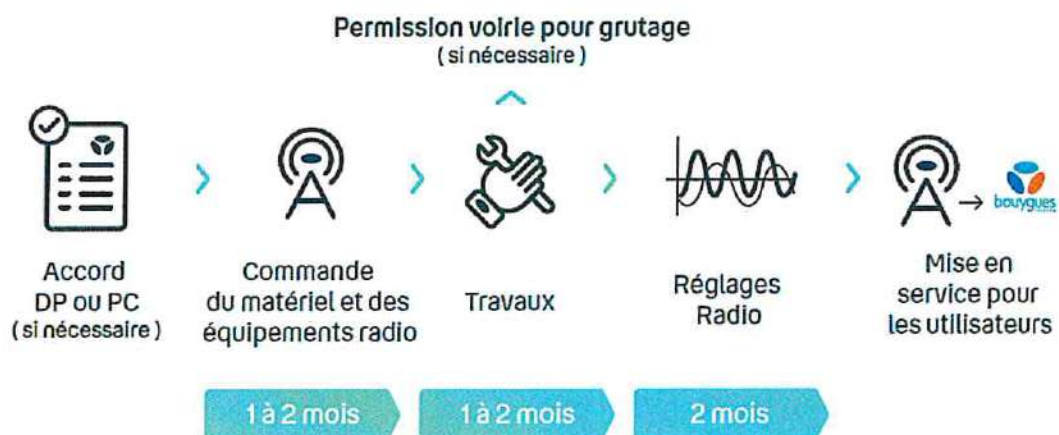 Permission voirie pour grutage
( si nécessaire )
Accord
DP ou PC
( si nécessaire )
Commande
du matériel et des
équipements radio
Travaux
Réglages
Radio
bouygues
Mise en
service pour
les utilisateurs
1 à 2 mois
1 à 2 mois
2 mois